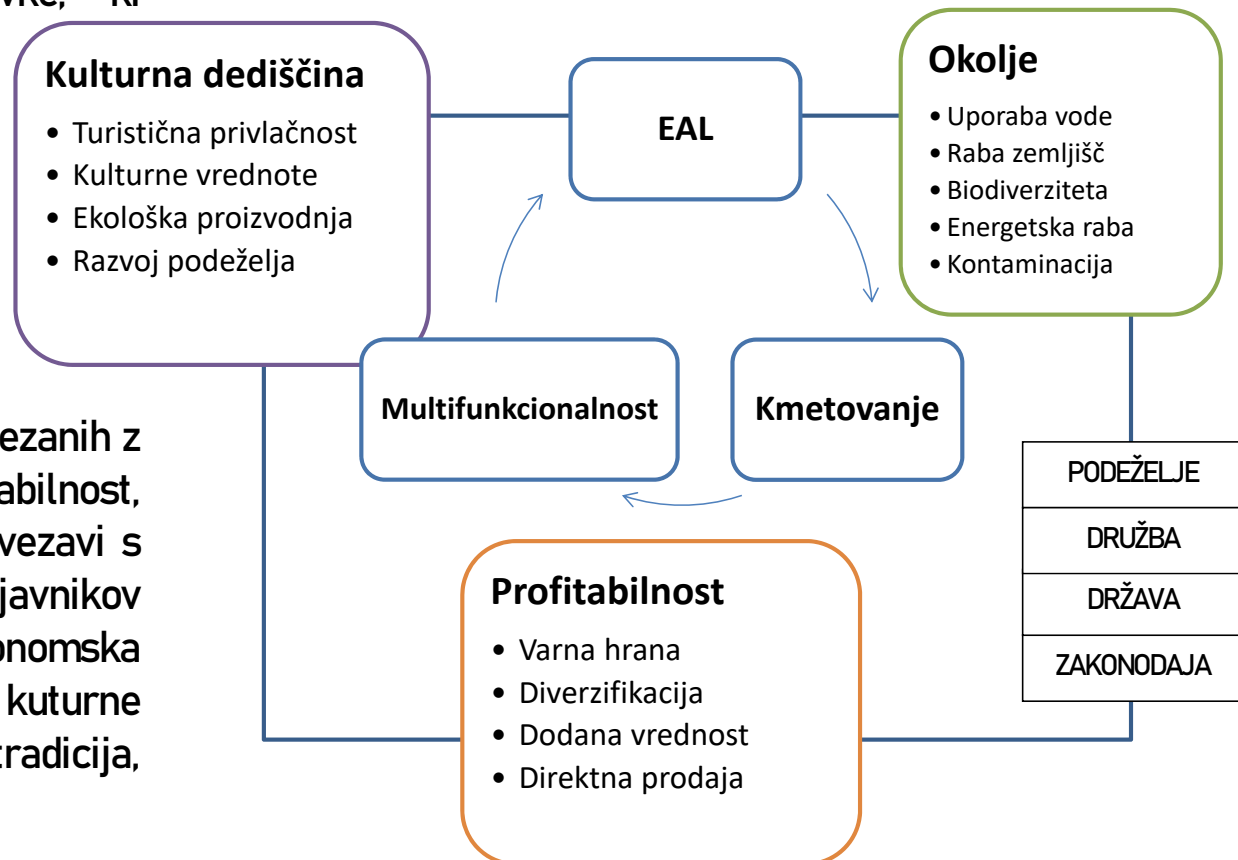 Kulturna dediščina
• Turistična privlačnost
• Kulturne vrednote
• Ekološka proizvodnja
• Razvoj podeželja
EAL
Okolje
• Uporaba vode
• Raba zemljišč
• Biodiverziteta
• Energetska raba
• Kontaminacija
Multifunkcionalnost
Kmetovanje
ezanih z
abilnost,
vezavi s
javnikov
onomska
kuturne
tradicija,
PODEŽELJE
DRUŽBA
DRŽAVA
ZAKONODAJA
Profitabilnost
• Varna hrana
• Diverzifikacija
• Dodana vrednost
• Direktna prodaja